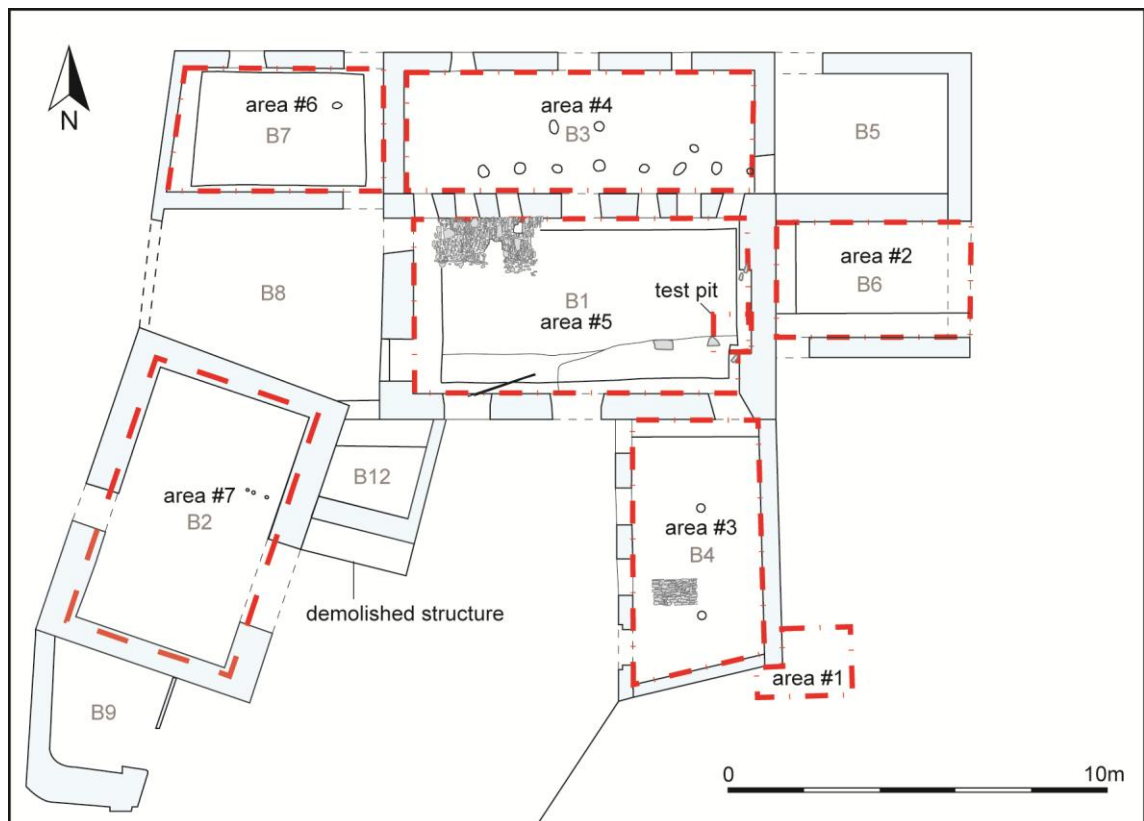 N
area #6
B7
area #4
B3
B5
area #2
B6
B8
test pit
B1
area #5
B12
area #7
B2
area #3
B4
demolished structure
area #1
B9
0
10m